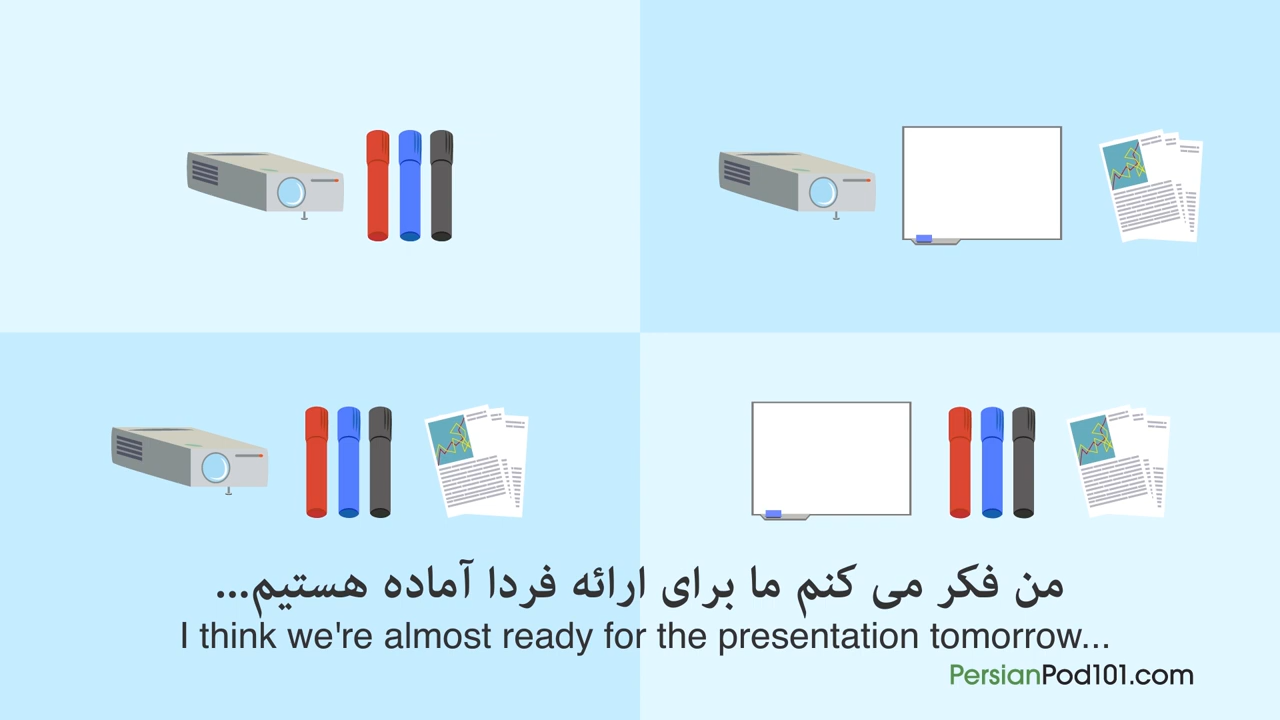 من فکر می کنم ما برای ارائه فردا آماده هستیم...
I think we're almost ready for the presentation tomorrow...
PersianPod101.com